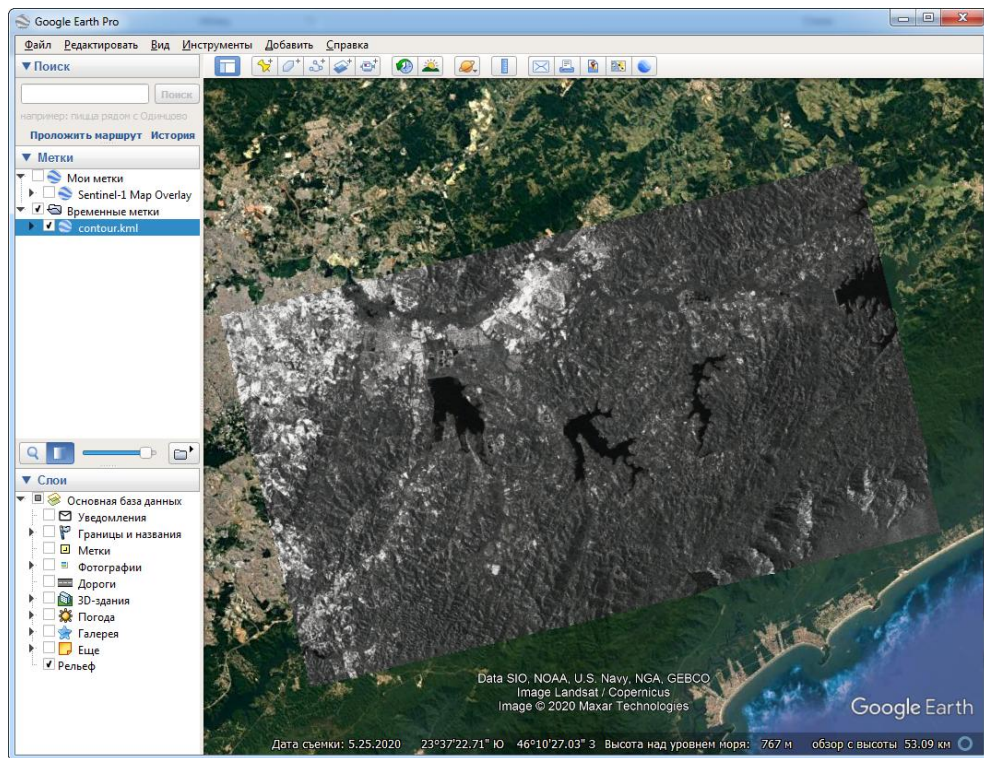 Google Earth Pro
Файл Редактировать Вид Инструменты Добавить Справка
Поиск
Поиск
например: пицца рядом с Одинцово
Проложить маршрут История
Метки
Мои метки
Sentinel-1 Map Overlay
Временные метки
contour.kml
Слои
Основная база данных
Уведомления
Границы и названия
Метки
Фотографии
Дороги
3D-здания
Погода
Галерея
Еще
Рельеф
Data SIO, NOAA, U.S. Navy, NGA, GEBCO
Image Landsat / Copernicus
Image © 2020 Maxar Technologies
Google Earth
Дата съемки: 5.25.2020 23°37'22.71" Ю 46°10'27.03" З Высота над уровнем моря: 767 м обзор с высоты 53.09 км